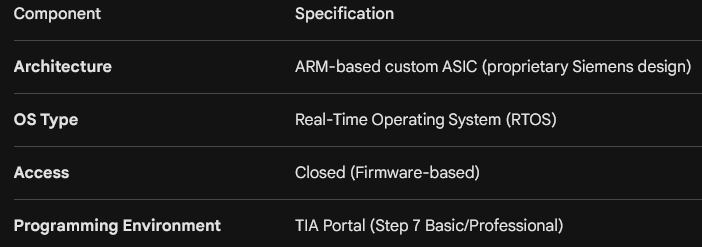 Component Specification
Architecture ARM-based custom ASIC (proprietary Siemens design)
OS Type Real-Time Operating System (RTOS)
Access Closed (Firmware-based)
Programming Environment TIA Portal (Step 7 Basic/Professional)